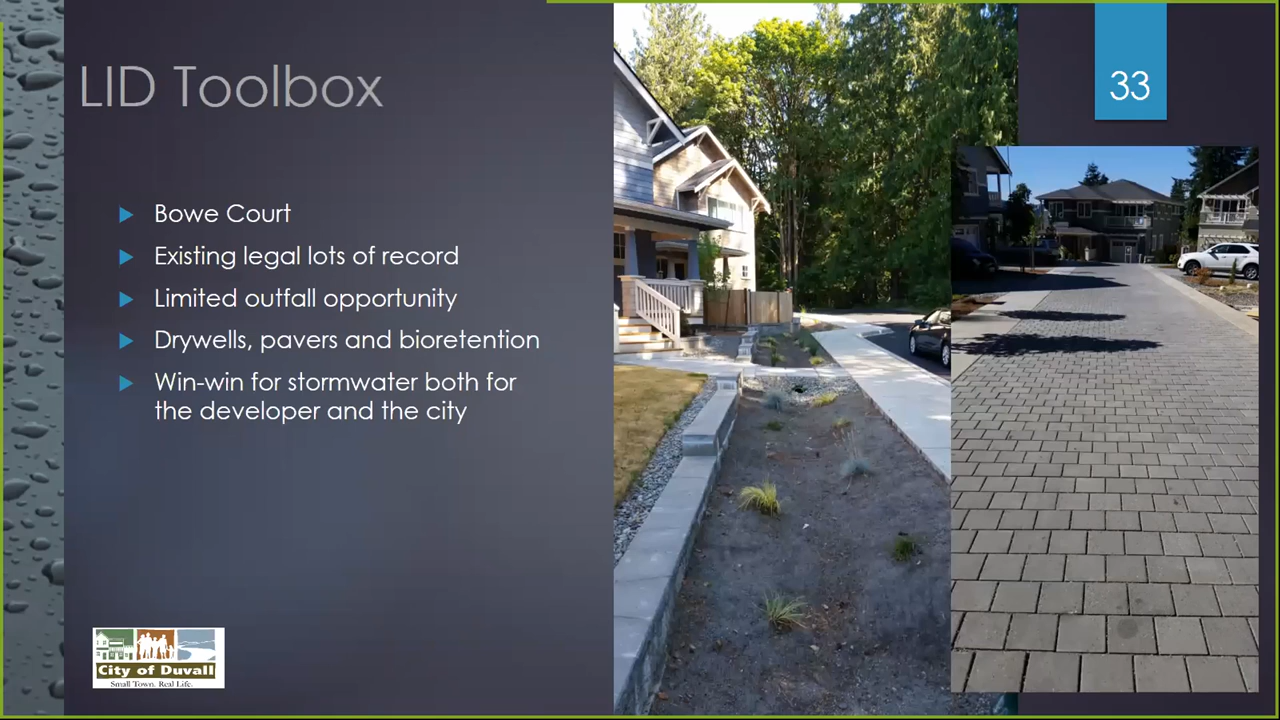 LID Toolbox
33
Bowe Court
Existing legal lots of record
Limited outfall opportunity
Drywells, pavers and bioretention
Win-win for stormwater both for
the developer and the city
City of Duvall
Small Town. Real Life.